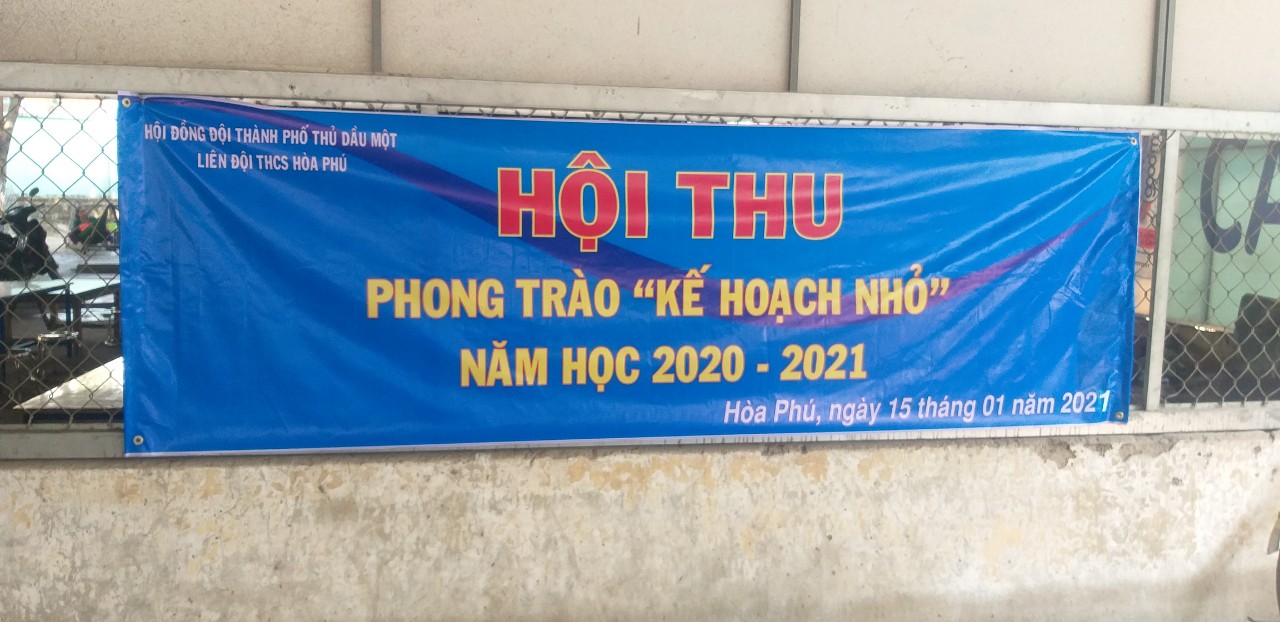 HỘI ĐỒNG ĐỘI THÀNH PHỐ THỦ DẦU MỘT
LIÊN ĐỘI THCS HÒA PHÚ
HỘI THU
PHONG TRÀO “KẾ HOẠCH NHỎ”
NĂM HỌC 2020 - 2021
Hòa Phú, ngày 15 tháng 01 năm 2021